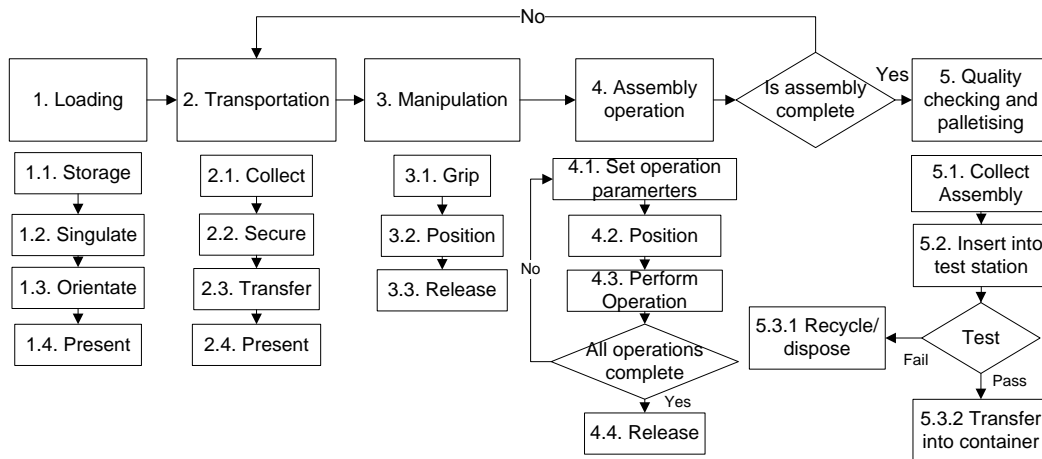 No
1. Loading
2. Transportation
3. Manipulation
4. Assembly
operation
Is assembly
complete
Yes
5. Quality
checking and
palletising
1.1. Storage
1.2. Singulate
1.3. Orientate
1.4. Present
2.1. Collect
2.2. Secure
2.3. Transfer
2.4. Present
3.1. Grip
3.2. Position
3.3. Release
4.1. Set operation
paramerters
4.2. Position
4.3. Perform
Operation
All operations
complete
No
Yes
4.4. Release
5.1. Collect
Assembly
5.2. Insert into
test station
Test
Fail
5.3.1 Recycle/
dispose
Pass
5.3.2 Transfer
into container